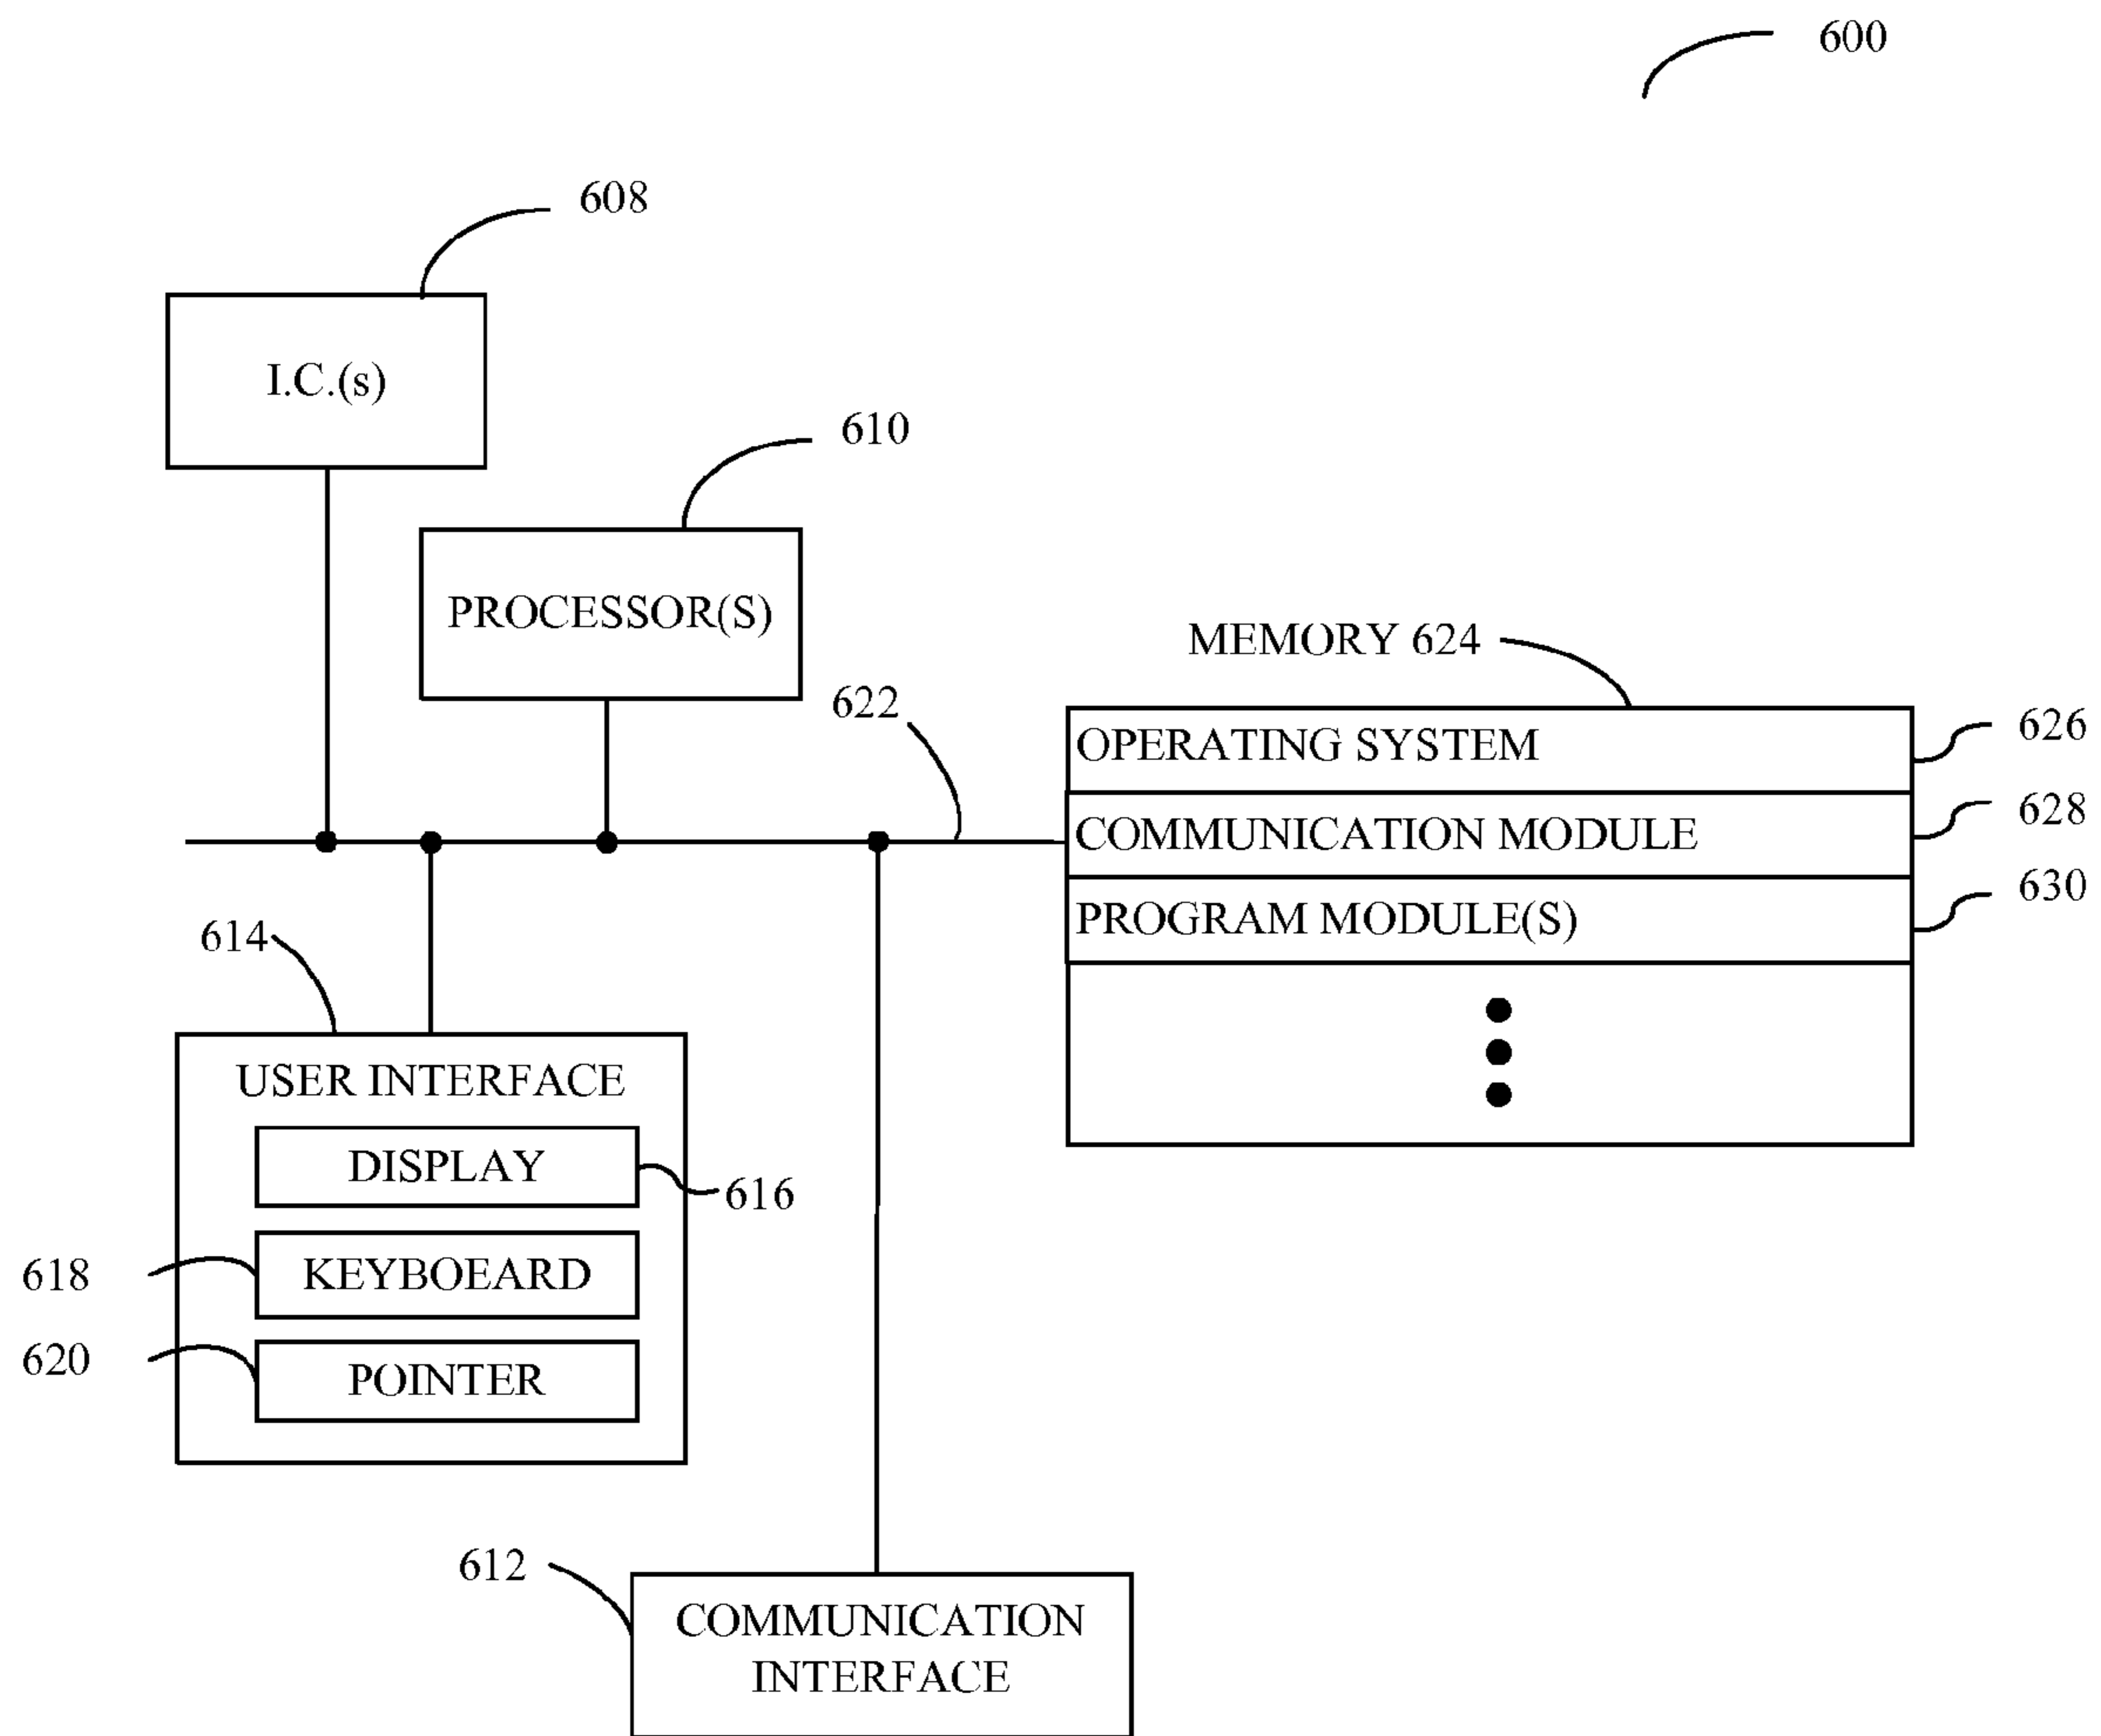 600
608
I.C.(s)
610
PROCESSOR(S)
MEMORY 624
622
OPERATING SYSTEM
626
COMMUNICATION MODULE
628
PROGRAM MODULE(S)
630
614
USER INTERFACE
DISPLAY
616
618
KEYBOEARD
620
POINTER
612
COMMUNICATION
INTERFACE